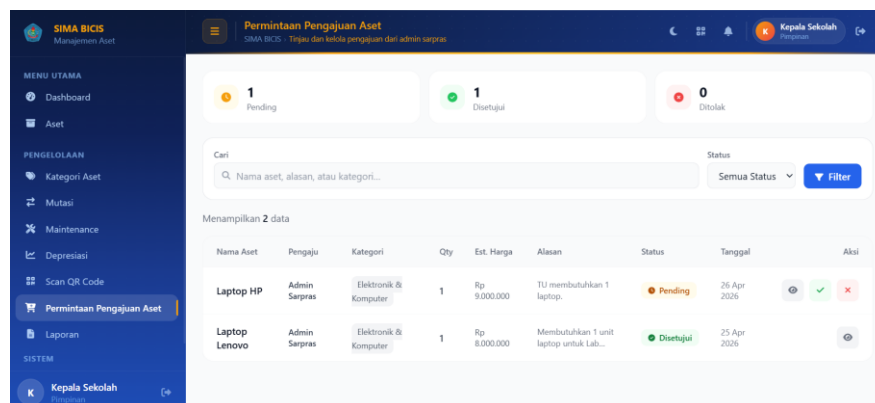 SIMA BICIS
Manajemen Aset
MENU UTAMA
Dashboard
Aset
PENGELOLAAN
Kategori Aset
Mutasi
Maintenance
Depresiasi
Scan QR Code
Permintaan Pengajuan Aset
Laporan
SISTEM
K
Kepala Sekolah
Pimpinan
Permintaan Pengajuan Aset
SIMA BICIS › Tinjau dan kelola pengajuan dari admin sarpras
K
Kepala Sekolah
Pimpinan
1
Pending
1
Disetujui
0
Ditolak
Cari
Nama aset, alasan, atau kategori...
Status
Semua Status
Filter
Menampilkan 2 data
Nama Aset Pengaju Kategori Qty Est. Harga Alasan Status Tanggal Aksi
Laptop HP
Admin
Sarpras
Elektronik &
Komputer
1
Rp
9.000.000
TU membutuhkan 1
laptop.
Pending
26 Apr
2026
Laptop
Lenovo
Admin
Sarpras
Elektronik &
Komputer
1
Rp
8.000.000
Membutuhkan 1 unit
laptop untuk Lab...
Disetujui
25 Apr
2026